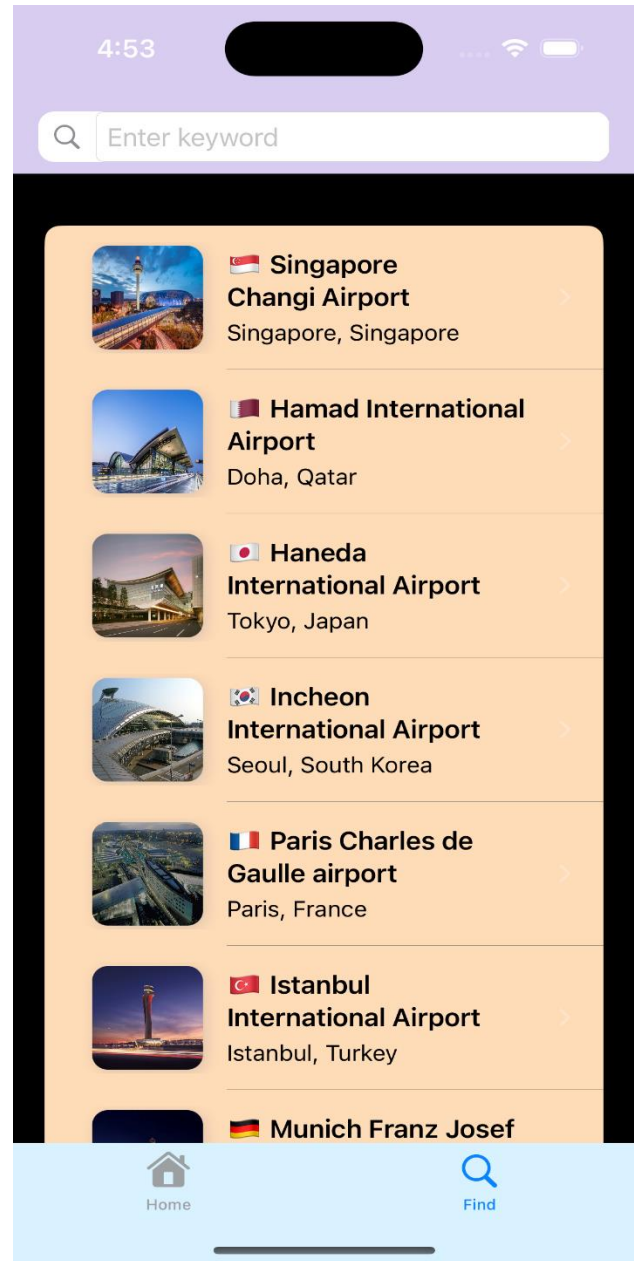 4:53
Enter keyword
🇸🇬 Singapore
Changi Airport
Singapore, Singapore
🇶🇦 Hamad International
Airport
Doha, Qatar
🇯🇵 Haneda
International Airport
Tokyo, Japan
🇰🇷 Incheon
International Airport
Seoul, South Korea
🇫🇷 Paris Charles de
Gaulle airport
Paris, France
🇹🇷 Istanbul
International Airport
Istanbul, Turkey
🇩🇪 Munich Franz Josef
Home
Find